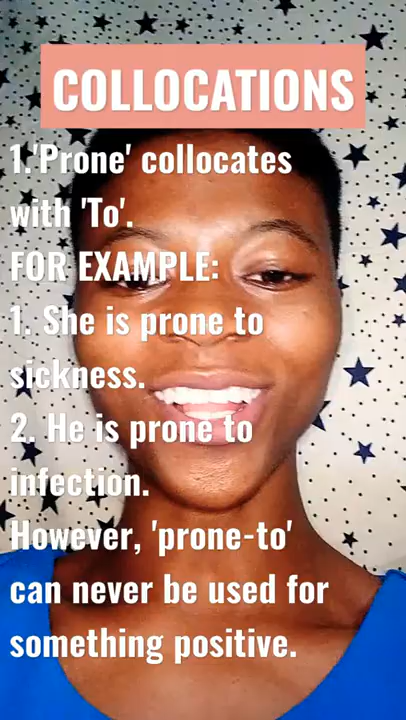 COLLOCATIONS
1.'Prone' collocates
with 'To'.
FOR EXAMPLE:
1. She is prone to
sickness.
2. He is prone to
infection.
However, 'prone-to'
can never be used for
something positive.